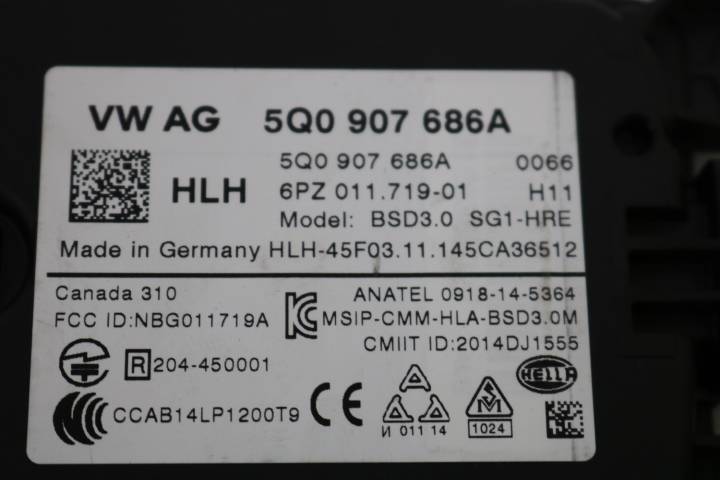 VW AG 5Q0 907 686A
5Q0 907 686A 0066
HLH 6PZ 011.719-01 H11
Model: BSD3.0 SG1-HRE
Made in Germany HLH-45F03.11.145CA36512
Canada 310 ANATEL 0918-14-5364
FCC ID:NBG011719A MSIP-CMM-HLA-BSD3.0M
CMIIT ID:2014DJ1555
R 204-450001
HELLA
CCAB14LP1200T9 CE
И 011 14 1024